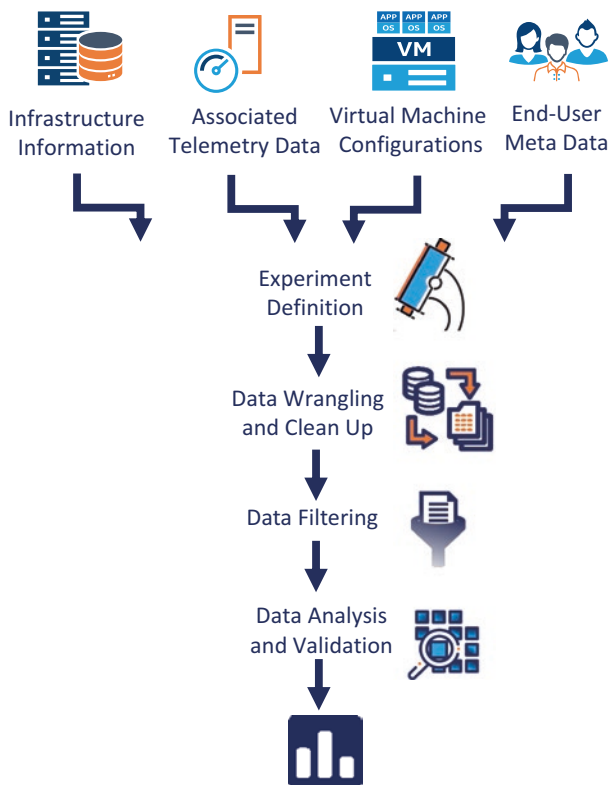 APP APP APP
OS OS OS
VM
Infrastructure
Information
Associated
Telemetry Data
Virtual Machine
Configurations
End-User
Meta Data
Experiment
Definition
Data Wrangling
and Clean Up
Data Filtering
Data Analysis
and Validation